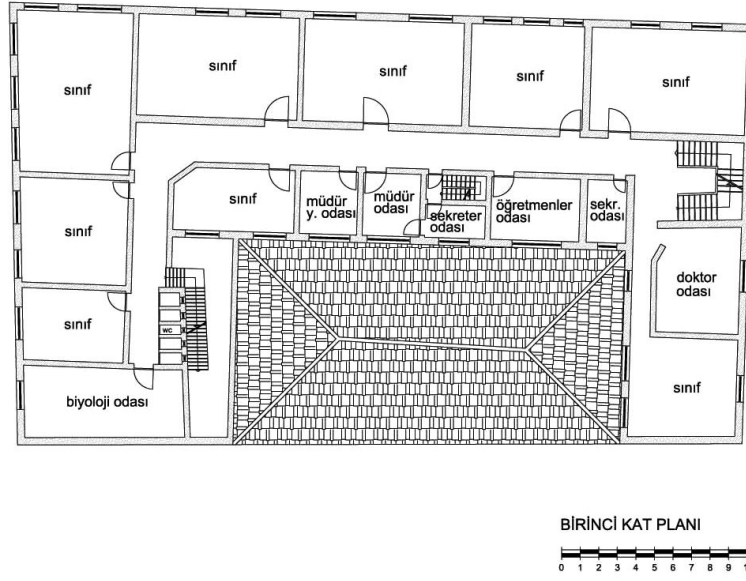 sınıf
sınıf
sınıf
sınıf
sınıf
sınıf
müdür
y. odası
müdür
odası
sekreter
odası
öğretmenler
odası
sekr.
odası
sınıf
doktor
odası
sınıf
WC
biyoloji odası
sınıf
BİRİNCİ KAT PLANI
0 1 2 3 4 5 6 7 8 9